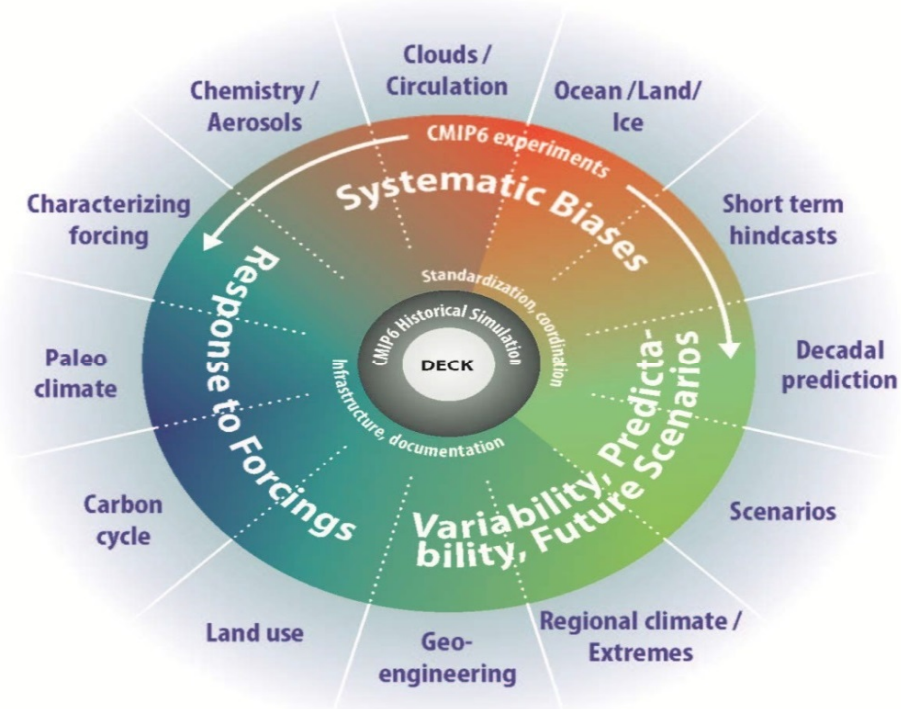 Clouds /
Circulation
Ocean /Land/
Ice
Short term
hindcasts
Decadal
prediction
Scenarios
Regional climate /
Extremes
Geo-
engineering
Land use
Carbon
cycle
Paleo
climate
Characterizing
forcing
Chemistry /
Aerosols
CMIP6 experiments
Systematic Biases
Variability, Predicta-
bility, Future Scenarios
Response to Forcings
Standardization, coordination
Infrastructure, documentation
CMIP6 Historical Simulation
DECK